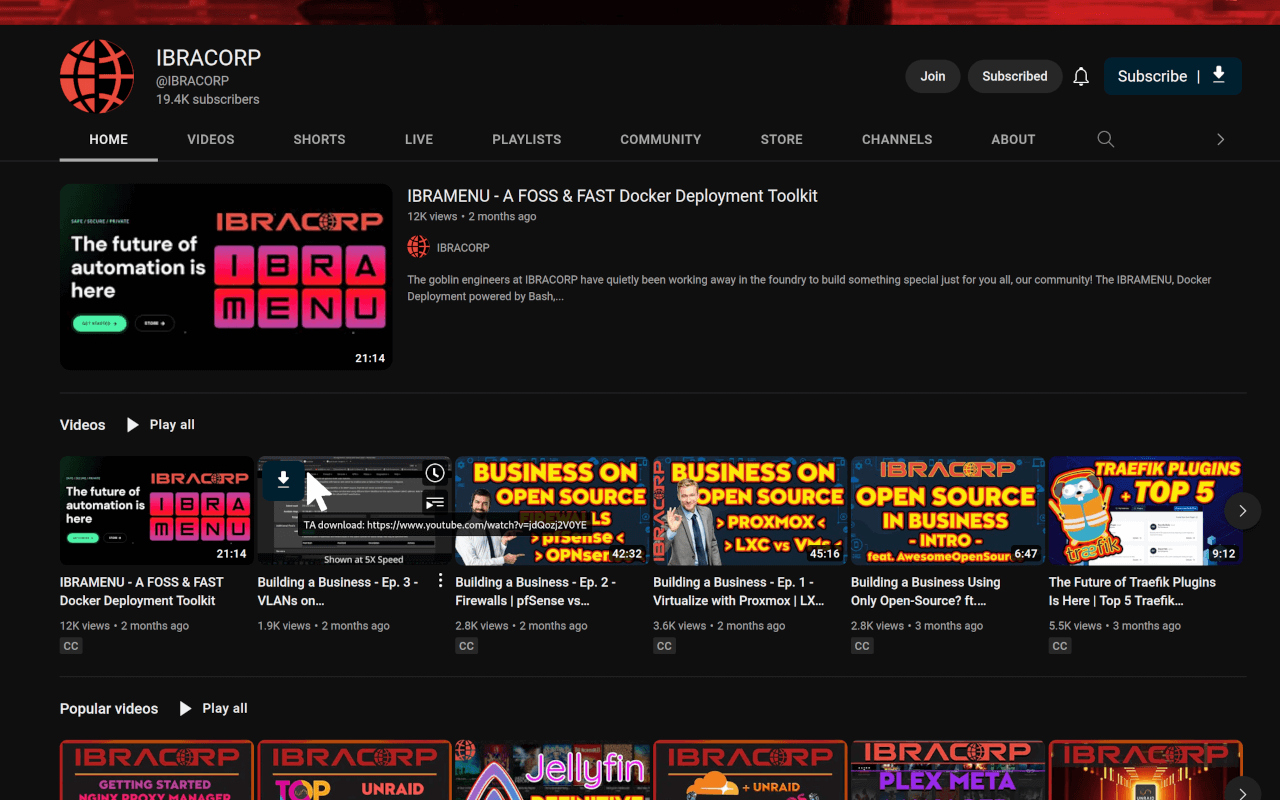 IBRACORP
@IBRACORP
19.4K subscribers
Join
Subscribed
Subscribe |
HOME
VIDEOS
SHORTS
LIVE
PLAYLISTS
COMMUNITY
STORE
CHANNELS
ABOUT
SAFE / SECURE / PRIVATE
The future of
automation is
here
GET STARTED
STORE
IBRACORP
I B R A
M E N U
21:14
IBRAMENU - A FOSS & FAST Docker Deployment Toolkit
12K views • 2 months ago
IBRACORP
The goblin engineers at IBRACORP have quietly been working away in the foundry to build something special just for you all, our community! The IBRAMENU, Docker
Deployment powered by Bash,...
Videos
Play all
The future of
automation is
here
IBRACORP
I B R A
M E N U
21:14
IBRAMENU - A FOSS & FAST
Docker Deployment Toolkit
12K views • 2 months ago
CC
TA download: https://www.youtube.com/watch?v=jdQozj2V0YE
Shown at 5X Speed
Building a Business - Ep. 3 -
VLANs on...
1.9K views • 2 months ago
BUSINESS ON
OPEN SOURCE
> pfSense <
> OPNsen
42:32
Building a Business - Ep. 2 -
Firewalls | pfSense vs...
2.8K views • 2 months ago
CC
IBRACORP
BUSINESS ON
OPEN SOURCE
> PROXMOX <
> LXC vs VMs
45:16
Building a Business - Ep. 1 -
Virtualize with Proxmox | LX...
3.6K views • 2 months ago
CC
IBRACORP
OPEN SOURCE
IN BUSINESS
- INTRO -
feat. AwesomeOpenSour
6:47
Building a Business Using
Only Open-Source? ft....
2.8K views • 3 months ago
CC
TRAEFIK PLUGINS
+ TOP 5
træfik
9:12
The Future of Traefik Plugins
Is Here | Top 5 Traefik...
5.5K views • 3 months ago
CC
Popular videos
Play all
IBRACORP
GETTING STARTED
NGINX PROXY MANAGER
IBRACORP
TOP
UNRAID
Jellyfin
DEFINITIVE
IBRACORP
+ UNRAID
IBRACORP
PLEX META
IBRACORP
UNRAID